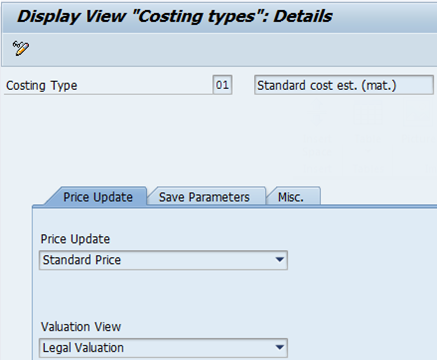 Display View "Costing types": Details
Costing Type 01 Standard cost est. (mat.)
Price Update Save Parameters Misc.
Price Update
Standard Price
Valuation View
Legal Valuation